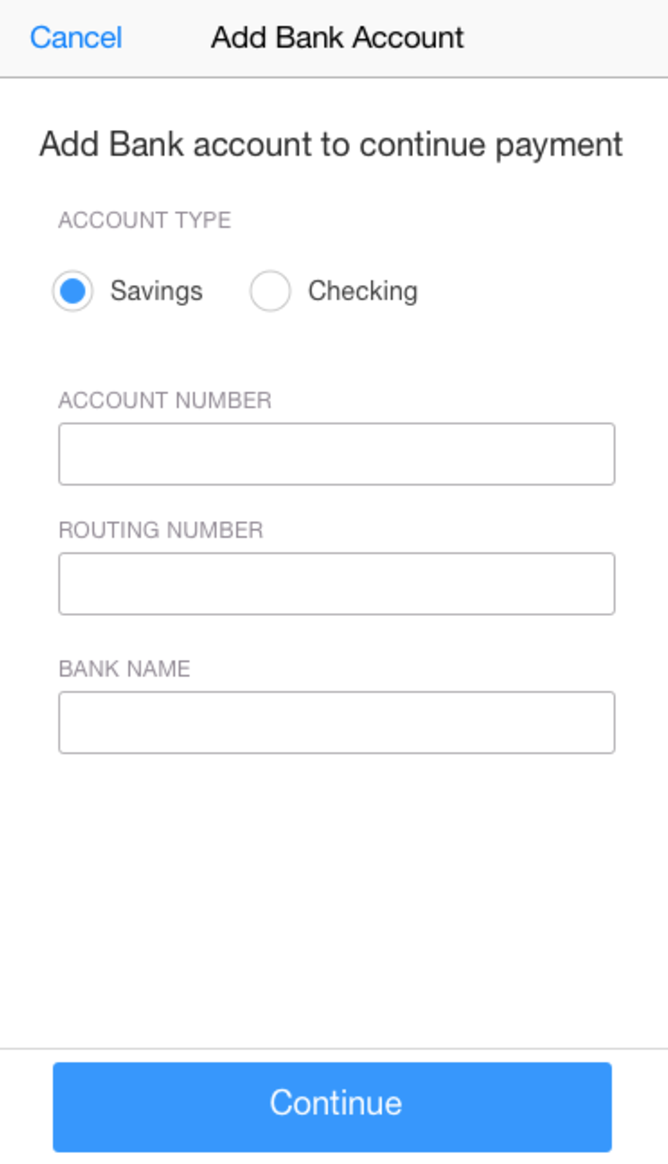 Cancel Add Bank Account
Add Bank account to continue payment
ACCOUNT TYPE
Savings Checking
ACCOUNT NUMBER
ROUTING NUMBER
BANK NAME
Continue